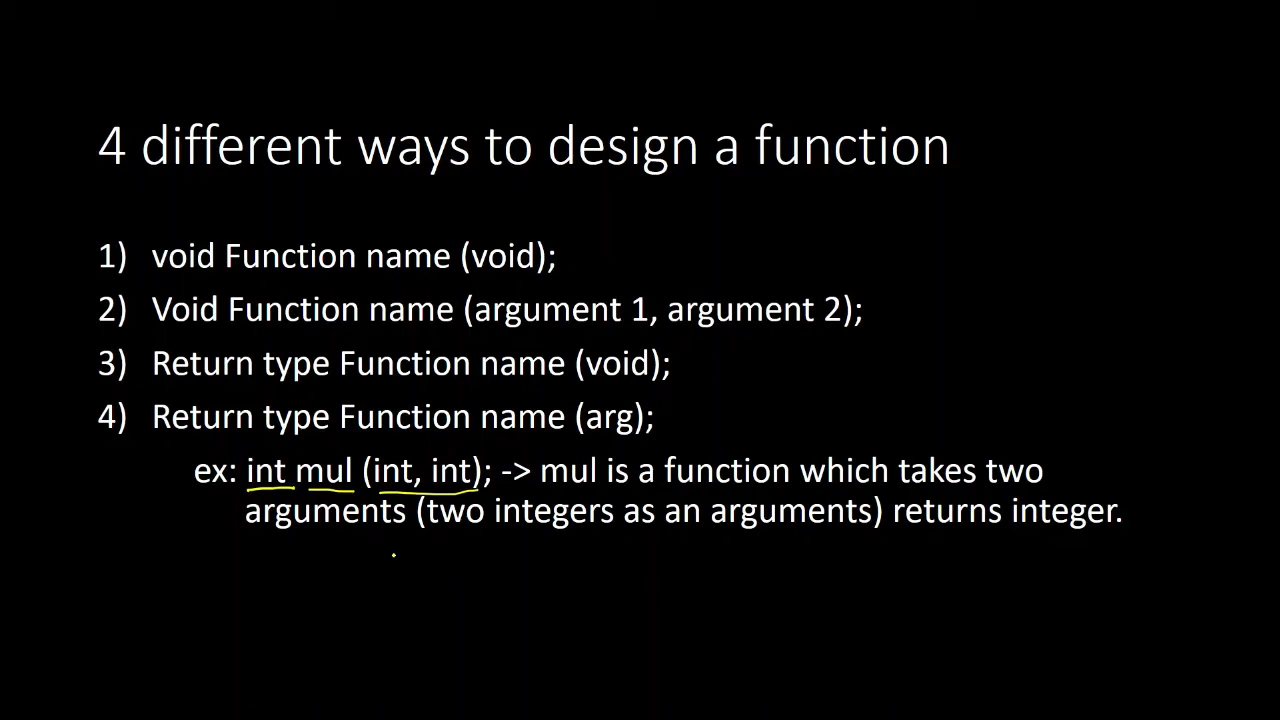 4 different ways to design a function
1) void Function name (void);
2) Void Function name (argument 1, argument 2);
3) Return type Function name (void);
4) Return type Function name (arg);
ex: int mul (int, int); -> mul is a function which takes two
arguments (two integers as an arguments) returns integer.